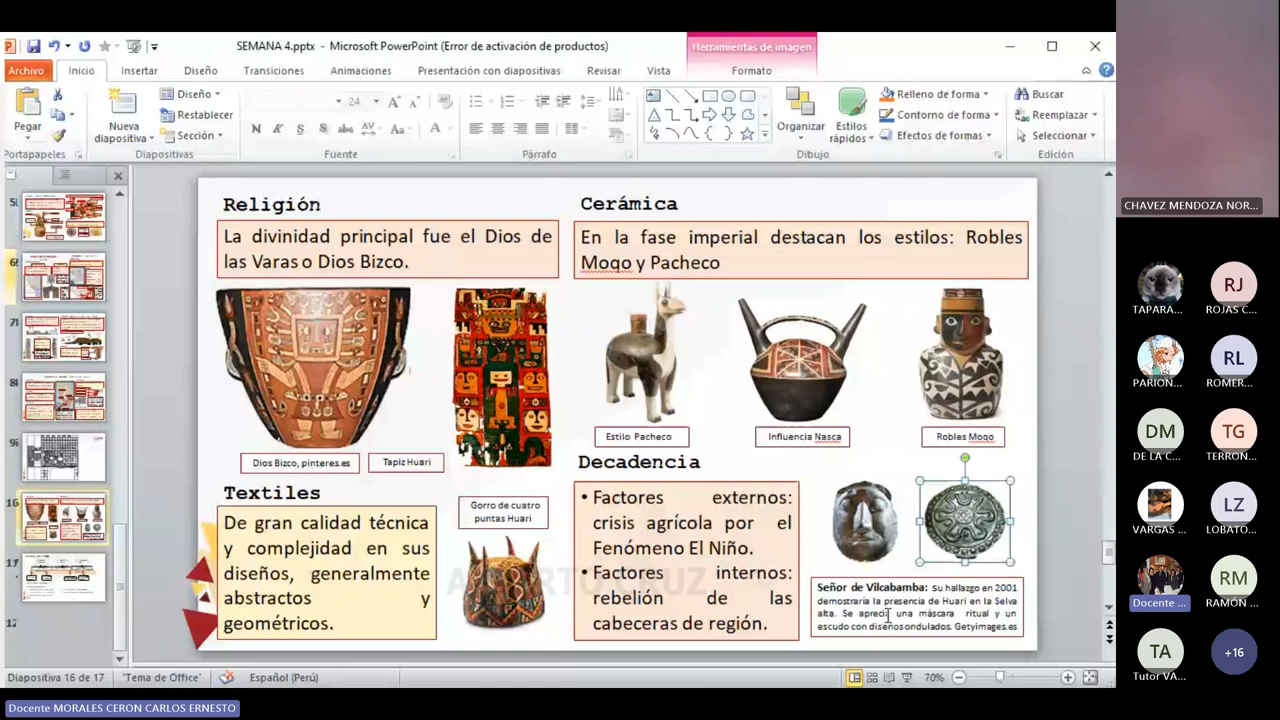 SEMANA 4.pptx - Microsoft PowerPoint (Error de activación de productos)
Herramientas de imagen
Archivo Inicio Insertar Diseño Transiciones Animaciones Presentación con diapositivas Revisar Vista Formato
Pegar
Portapapeles
Nueva diapositiva
Diseño
Restablecer
Sección
Diapositivas
24
Fuente
Párrafo
Organizar
Estilos rápidos
Relleno de forma
Contorno de forma
Efectos de formas
Dibujo
Buscar
Reemplazar
Seleccionar
Edición
Religión
La divinidad principal fue el Dios de
las Varas o Dios Bizco.
Cerámica
En la fase imperial destacan los estilos: Robles
Moqo y Pacheco
Dios Bizco, pinteres.es
Tapiz Huari
Estilo Pacheco
Influencia Nasca
Robles Moqo
Textiles
De gran calidad técnica
y complejidad en sus
diseños, generalmente
abstractos y
geométricos.
Gorro de cuatro
puntas Huari
Decadencia
• Factores externos:
crisis agrícola por el
Fenómeno El Niño.
• Factores internos:
rebelión de las
cabeceras de región.
Señor de Vilcabamba: Su hallazgo en 2001
demostraría la presencia de Huari en la Selva
alta. Se aprecia una máscara ritual y un
escudo con diseños ondulados. Getyimages.es
Diapositiva 16 de 17
"Tema de Office"
Español (Perú)
70%
Docente MORALES CERON CARLOS ERNESTO
CHAVEZ MENDOZA NOR...
TAPARA...
RJ
ROJAS C...
PARION...
RL
ROMER...
DM
DE LA C...
TG
TERRON...
VARGAS ...
LZ
LOBATO...
Docente ...
RM
RAMÓN ...
TA
Tutor VA...
+16